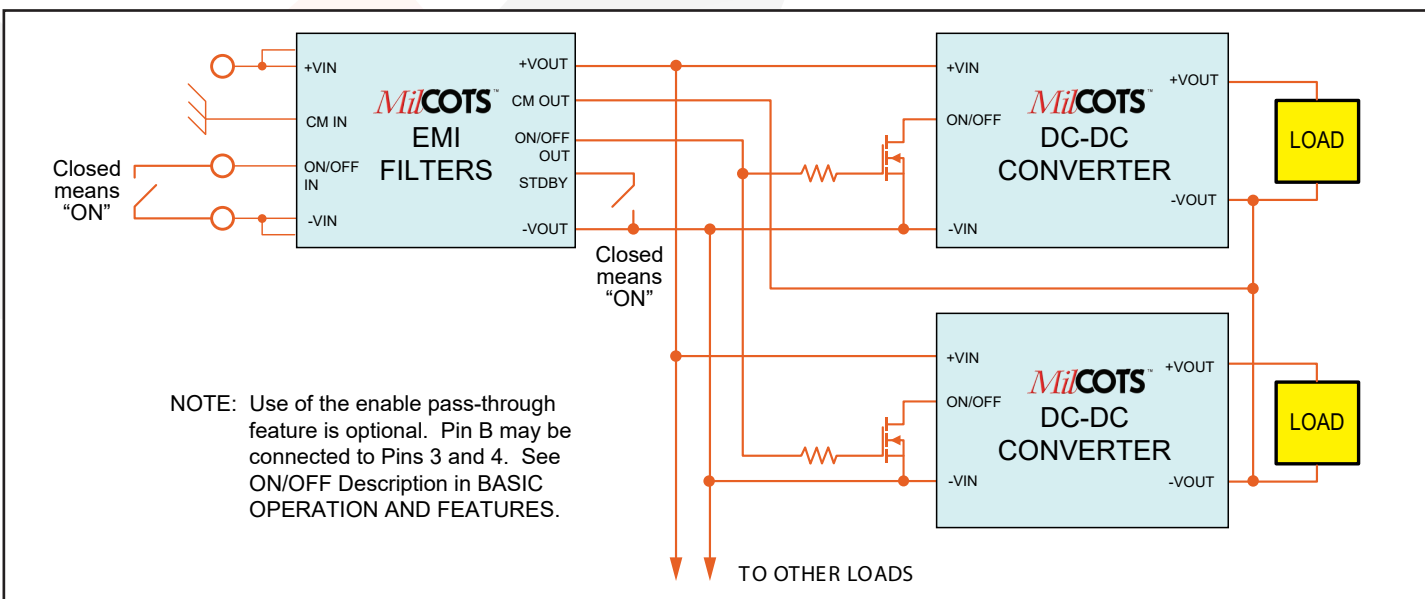 +VIN
CM IN
ON/OFF
IN
-VIN
MilCOTS™
EMI
FILTERS
+VOUT
CM OUT
ON/OFF
OUT
STDBY
-VOUT
Closed
means
“ON”
Closed
means
“ON”
+VIN
ON/OFF
-VIN
MilCOTS™
DC-DC
CONVERTER
+VOUT
-VOUT
LOAD
+VIN
ON/OFF
-VIN
MilCOTS™
DC-DC
CONVERTER
+VOUT
-VOUT
LOAD
NOTE: Use of the enable pass-through
feature is optional. Pin B may be
connected to Pins 3 and 4. See
ON/OFF Description in BASIC
OPERATION AND FEATURES.
TO OTHER LOADS